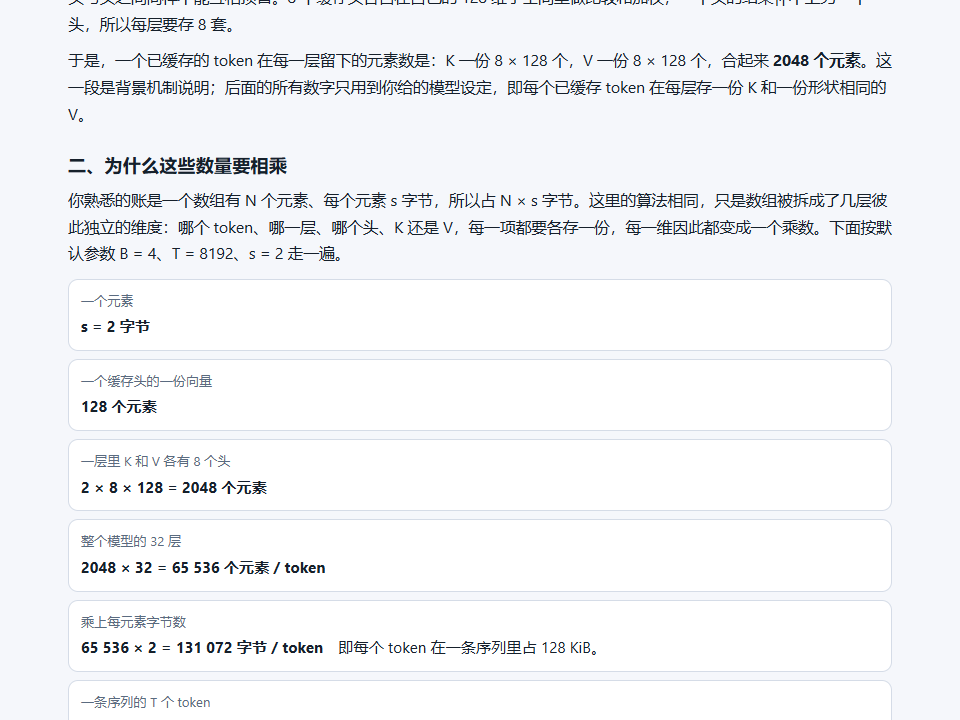 头，所以每层要存 8 套。
于是，一个已缓存的 token 在每一层留下的元素数是：K 一份 8 × 128 个，V 一份 8 × 128 个，合起来 2048 个元素。这
一段是背景机制说明；后面的所有数字只用到你给的模型设定，即每个已缓存 token 在每层存一份 K 和一份形状相同的
V。
二、为什么这些数量要相乘
你熟悉的账是一个数组有 N 个元素、每个元素 s 字节，所以占 N × s 字节。这里的算法相同，只是数组被拆成了几层彼
此独立的维度：哪个 token、哪一层、哪个头、K 还是 V，每一项都要各存一份，每一维因此都变成一个乘数。下面按默
认参数 B = 4、T = 8192、s = 2 走一遍。
一个元素
s = 2 字节
一个缓存头的一份向量
128 个元素
一层里 K 和 V 各有 8 个头
2 × 8 × 128 = 2048 个元素
整个模型的 32 层
2048 × 32 = 65 536 个元素 / token
乘上每元素字节数
65 536 × 2 = 131 072 字节 / token 即每个 token 在一条序列里占 128 KiB。
一条序列的 T 个 token